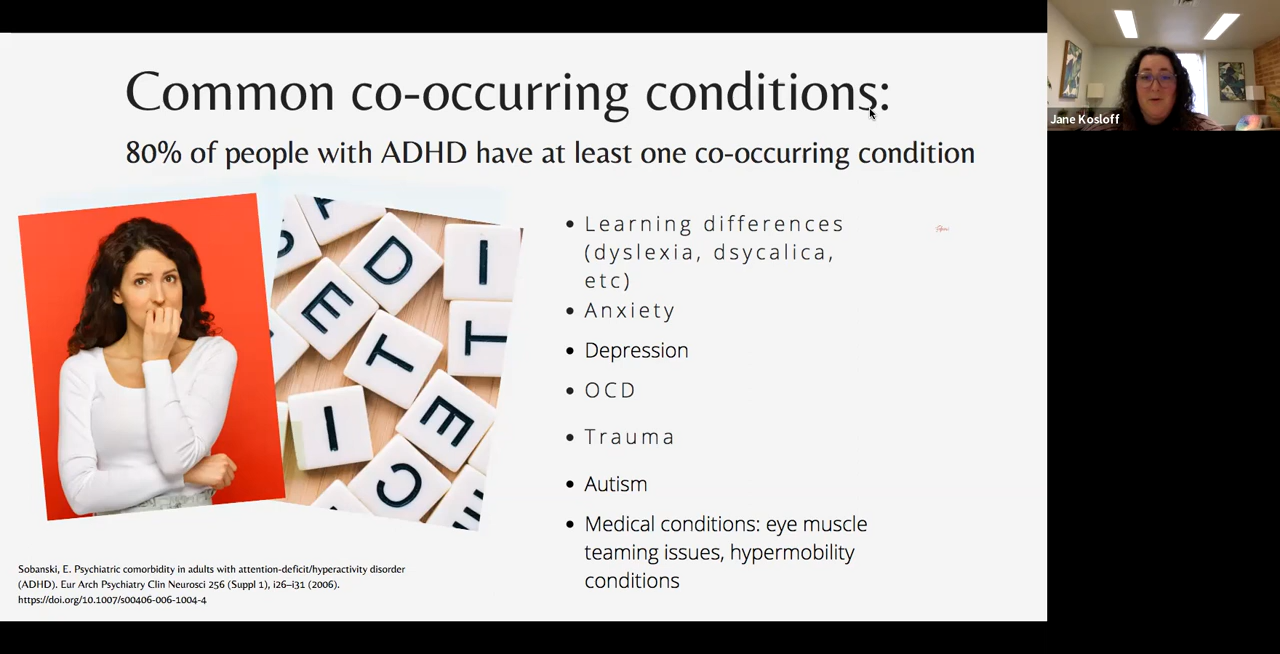 Common co-occurring conditions:
80% of people with ADHD have at least one co-occurring condition
Jane Kosloff
• Learning differences
(dyslexia, dsycalica,
etc)
• Anxiety
• Depression
• OCD
• Trauma
• Autism
• Medical conditions: eye muscle
teaming issues, hypermobility
conditions
D
I
E
T
T
I
E
C
Sobanski, E. Psychiatric comorbidity in adults with attention-deficit/hyperactivity disorder
(ADHD). Eur Arch Psychiatry Clin Neurosci 256 (Suppl 1), i26–i31 (2006).
https://doi.org/10.1007/s00406-006-1004-4